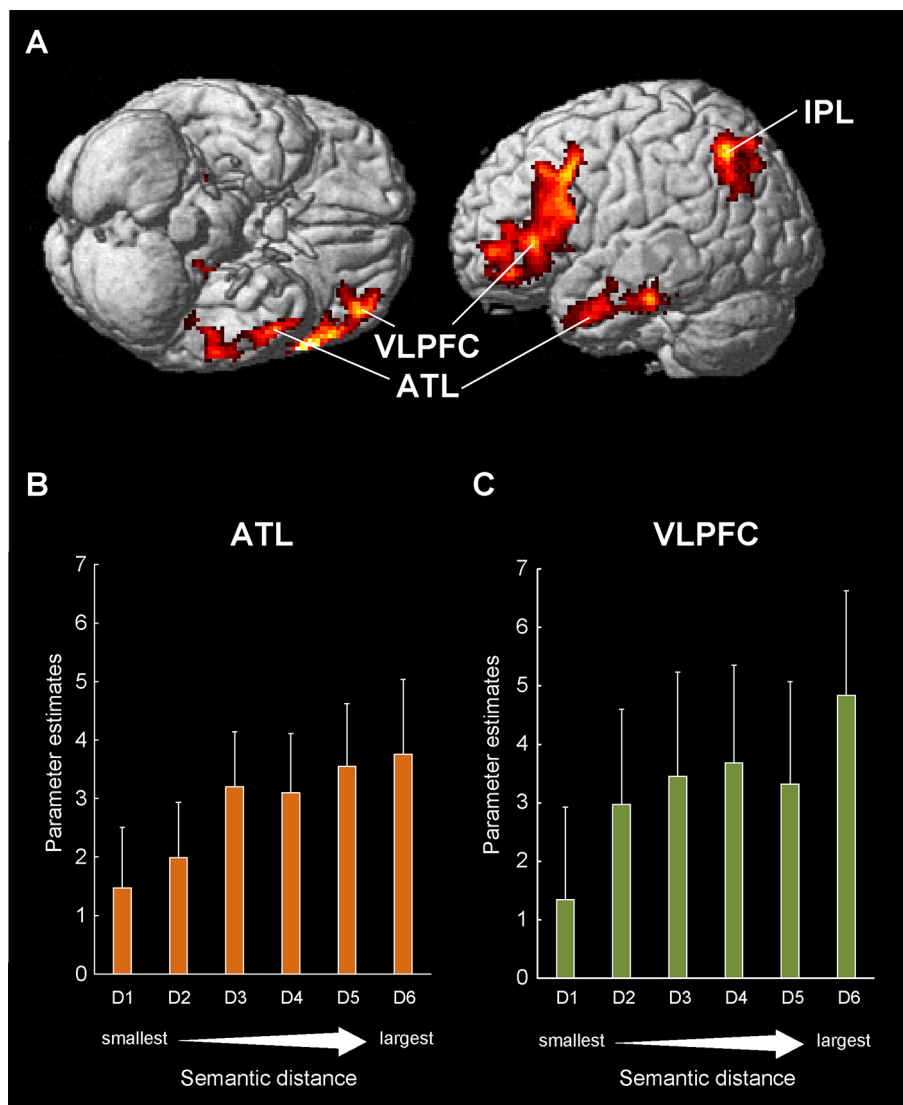 A
IPL
VLPFC
ATL
B
ATL
7
6
5
4
3
2
1
0
Parameter estimates
D1 D2 D3 D4 D5 D6
smallest largest
Semantic distance
C
VLPFC
7
6
5
4
3
2
1
0
Parameter estimates
D1 D2 D3 D4 D5 D6
smallest largest
Semantic distance